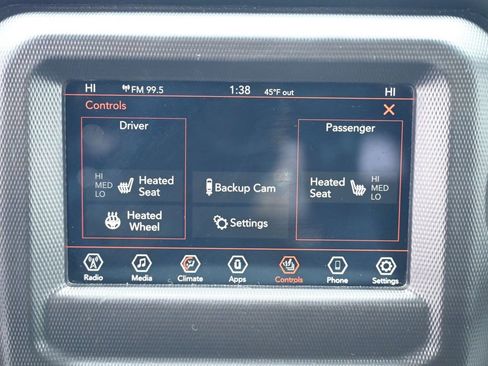 HI FM 99.5 1:38 45°F out HI
Controls
Driver
Passenger
HI
MED
LO
Heated
Seat
Heated
Wheel
Backup Cam
Settings
Heated
Seat
HI
MED
LO
Radio Media Climate Apps Controls Phone Settings